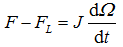 F − F_L = J dΩ/dt